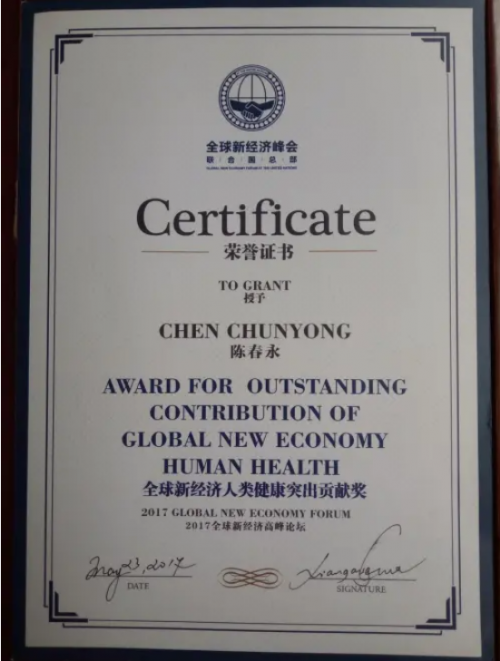 全球新经济峰会
联·合·国·总·部
Certificate
荣誉证书
TO GRANT
授予
CHEN CHUNYONG
陈春永
AWARD FOR OUTSTANDING
CONTRIBUTION OF
GLOBAL NEW ECONOMY
HUMAN HEALTH
全球新经济人类健康突出贡献奖
2017 GLOBAL NEW ECONOMY FORUM
2017全球新经济高峰论坛
May 23, 2017
DATE
SIGNATURE